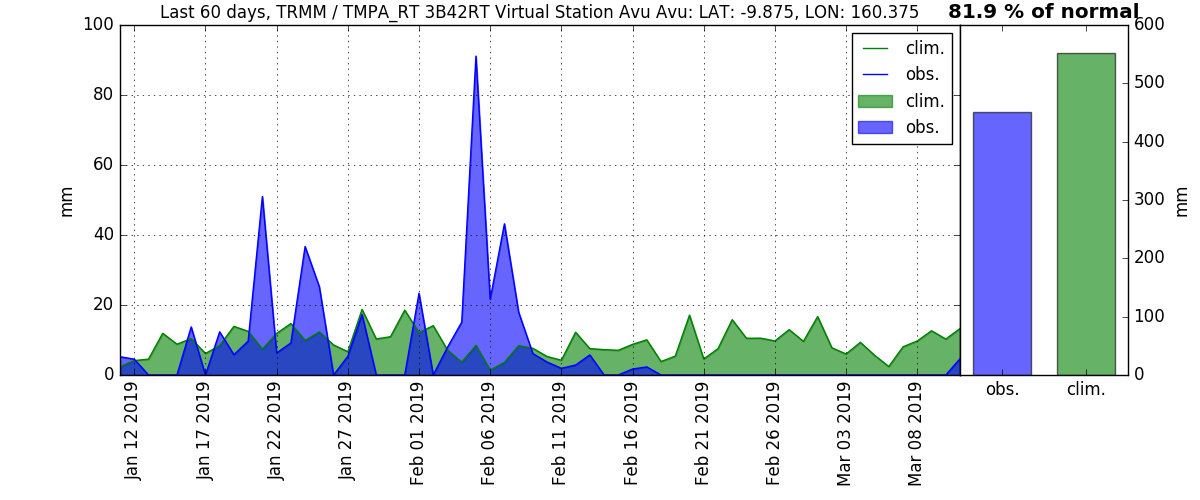 Last 60 days, TRMM / TMPA_RT 3B42RT Virtual Station Avu Avu: LAT: -9.875, LON: 160.375
81.9 % of normal
100
80
60
40
20
0
mm
clim.
obs.
clim.
obs.
Jan 12 2019
Jan 17 2019
Jan 22 2019
Jan 27 2019
Feb 01 2019
Feb 06 2019
Feb 11 2019
Feb 16 2019
Feb 21 2019
Feb 26 2019
Mar 03 2019
Mar 08 2019
600
500
400
300
200
100
0
mm
obs.
clim.